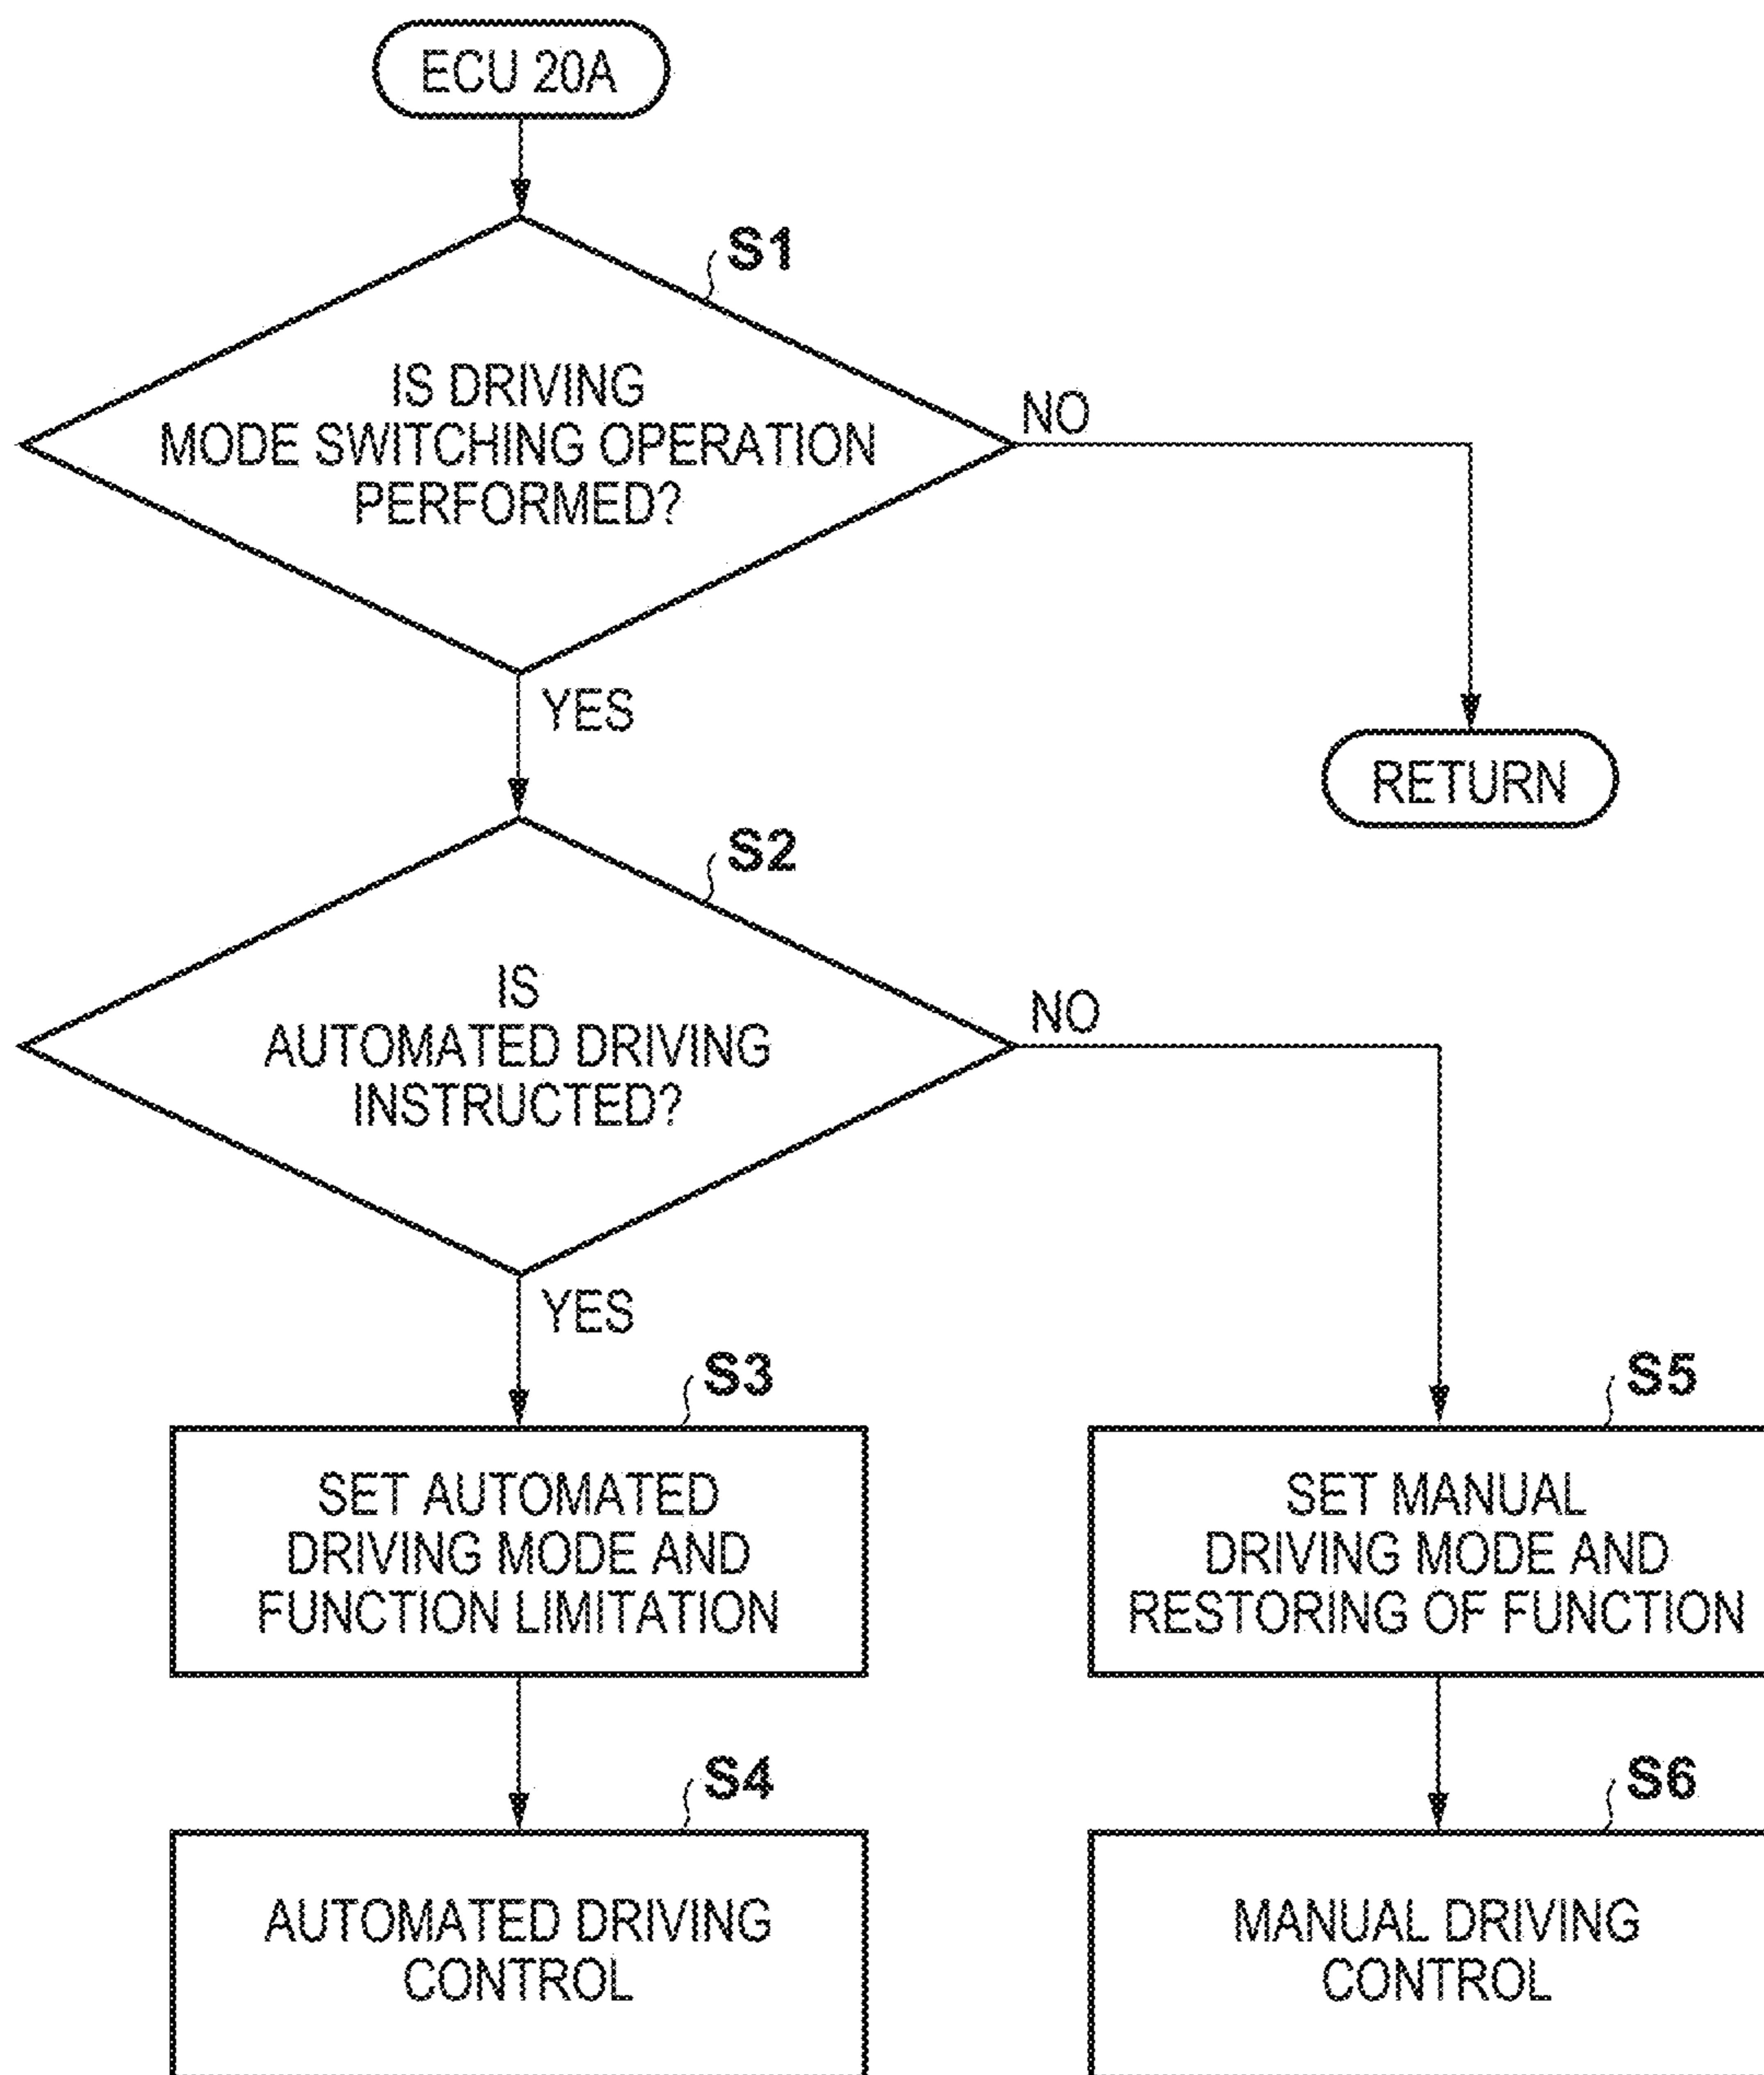 ECU 20A
S1
IS DRIVING
MODE SWITCHING OPERATION
PERFORMED?
NO
YES
RETURN
S2
IS
AUTOMATED DRIVING
INSTRUCTED?
NO
YES
S3
SET AUTOMATED
DRIVING MODE AND
FUNCTION LIMITATION
S5
SET MANUAL
DRIVING MODE AND
RESTORING OF FUNCTION
S4
AUTOMATED DRIVING
CONTROL
S6
MANUAL DRIVING
CONTROL